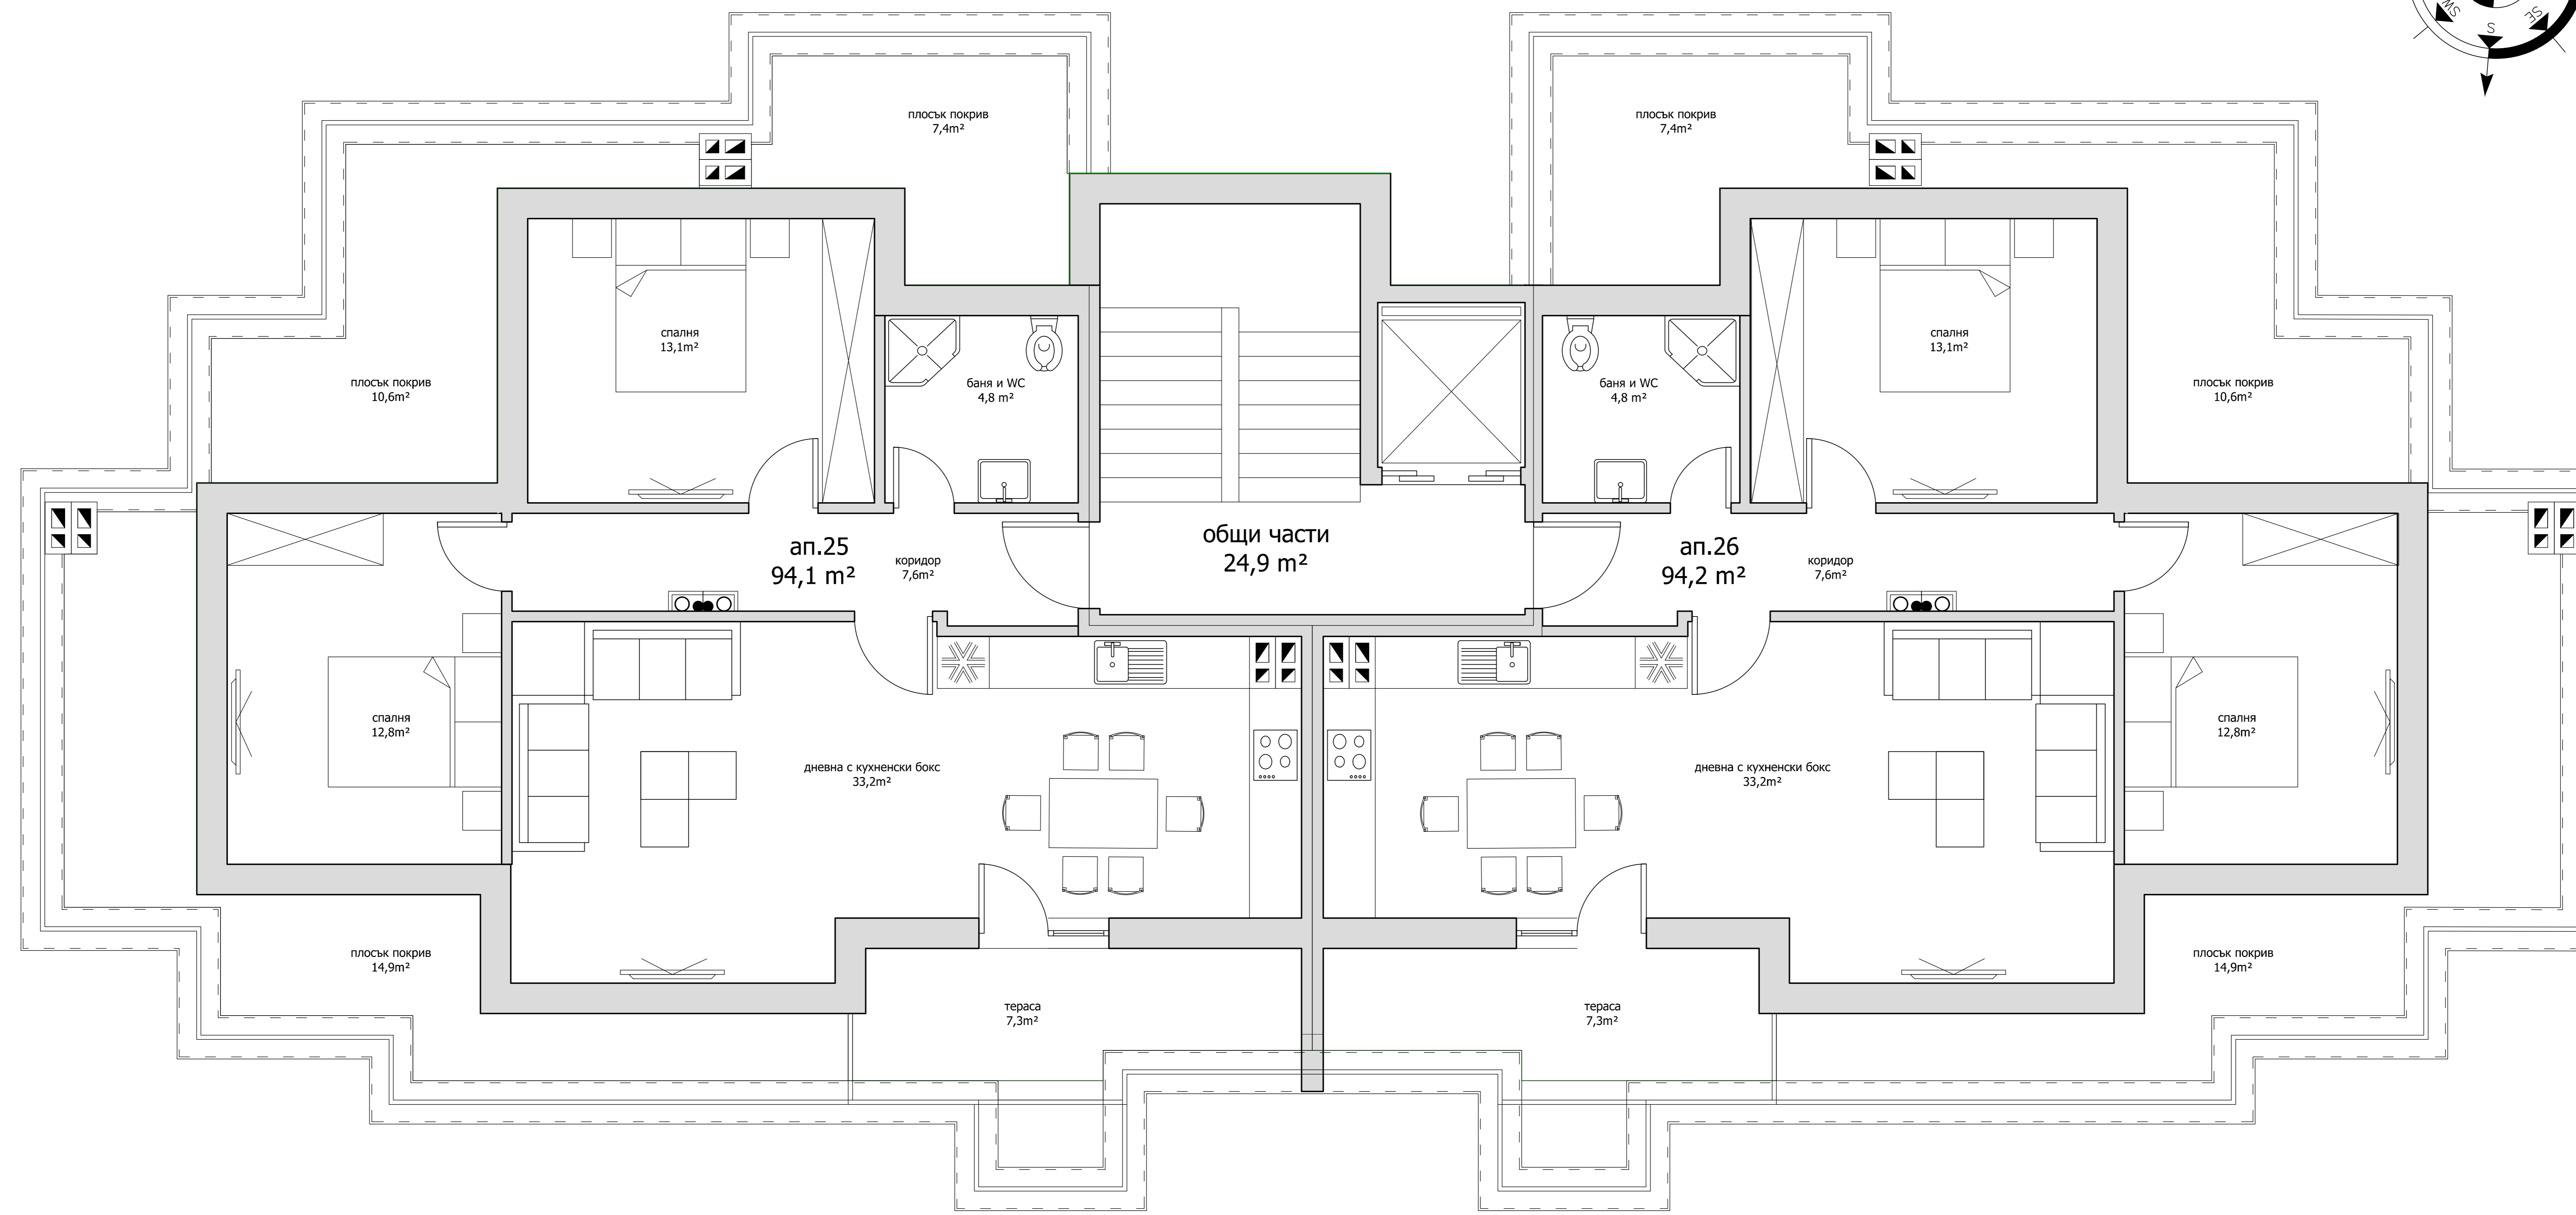 SW
S
SE
плосък покрив
7,4m²
плосък покрив
7,4m²
спалня
13,1m²
спалня
13,1m²
плосък покрив
10,6m²
баня и WC
4,8 m²
баня и WC
4,8 m²
плосък покрив
10,6m²
ап.25
94,1 m²
коридор
7,6m²
общи части
24,9 m²
ап.26
94,2 m²
коридор
7,6m²
спалня
12,8m²
дневна с кухненски бокс
33,2m²
дневна с кухненски бокс
33,2m²
спалня
12,8m²
плосък покрив
14,9m²
тераса
7,3m²
тераса
7,3m²
плосък покрив
14,9m²